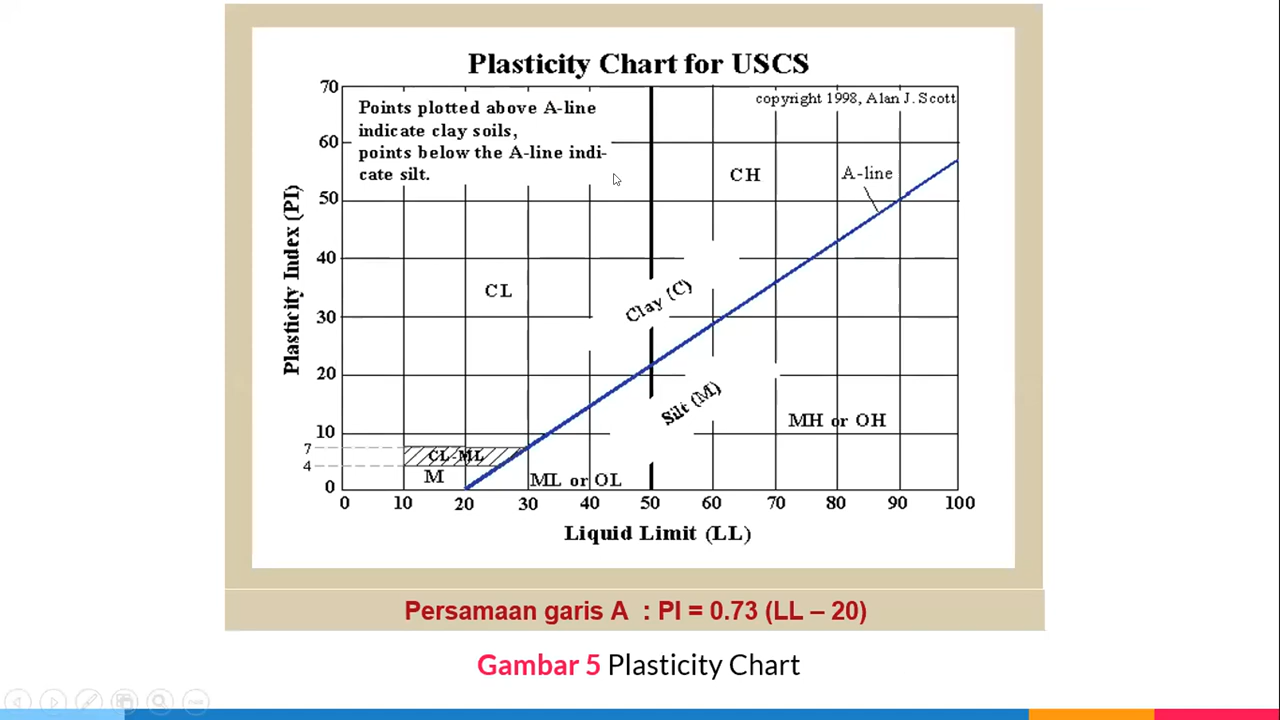 Plasticity Chart for USCS
copyright 1998, Alan J. Scott
Points plotted above A-line
indicate clay soils,
points below the A-line indi-
cate silt.
70
60
50
40
30
20
10
7
4
0
Plasticity Index (PI)
CH
A-line
CL
Clay (C)
Silt (M)
MH or OH
CL-ML
M
ML or OL
0 10 20 30 40 50 60 70 80 90 100
Liquid Limit (LL)
Persamaan garis A : PI = 0.73 (LL – 20)
Gambar 5 Plasticity Chart